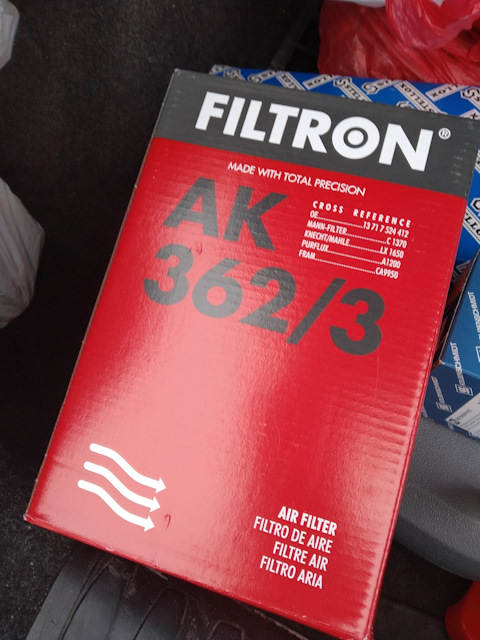 FILTRON®
MADE WITH TOTAL PRECISION
AK
362/3
CROSS REFERENCE
OE....................13 71 7 524 412
MANN-FILTER................C 1370
KNECHT/MAHLE............LX 1650
PURFLUX.......................A1200
FRAM..........................CA9950
AIR FILTER
FILTRO DE AIRE
FILTRE AIR
FILTRO ARIA
STELLOX